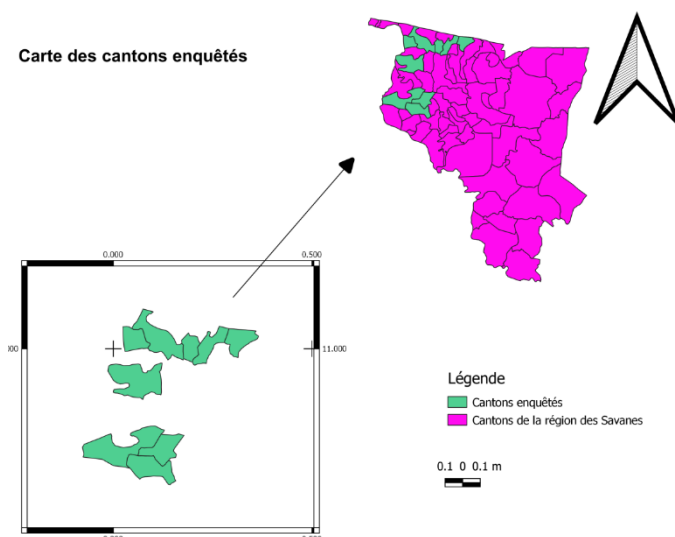 Carte des cantons enquêtés
0.000
0.500
11.000
Légende
Cantons enquêtés
Cantons de la région des Savanes
0.1 0 0.1 m